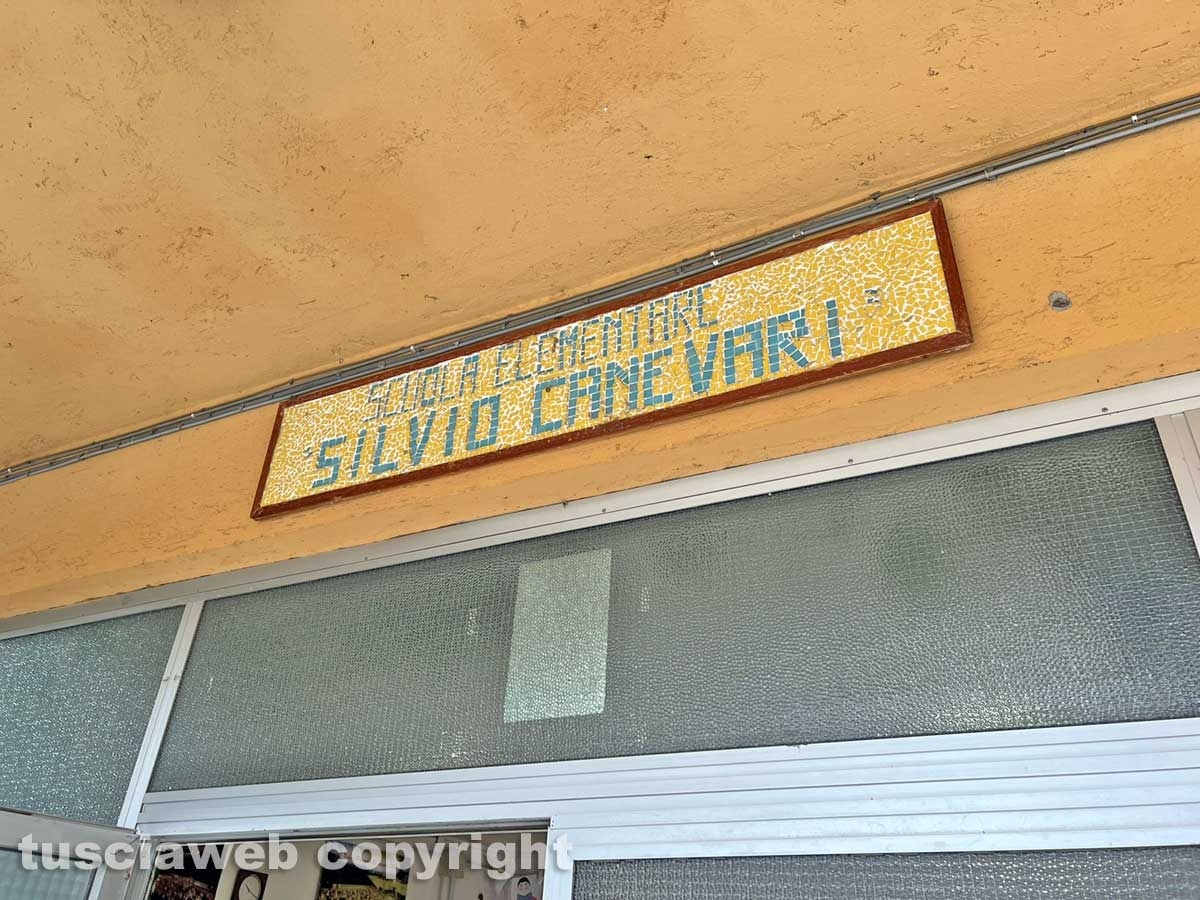 SCUOLA ELEMENTARE
"SILVIO CANEVARI"
tusciaweb copyright